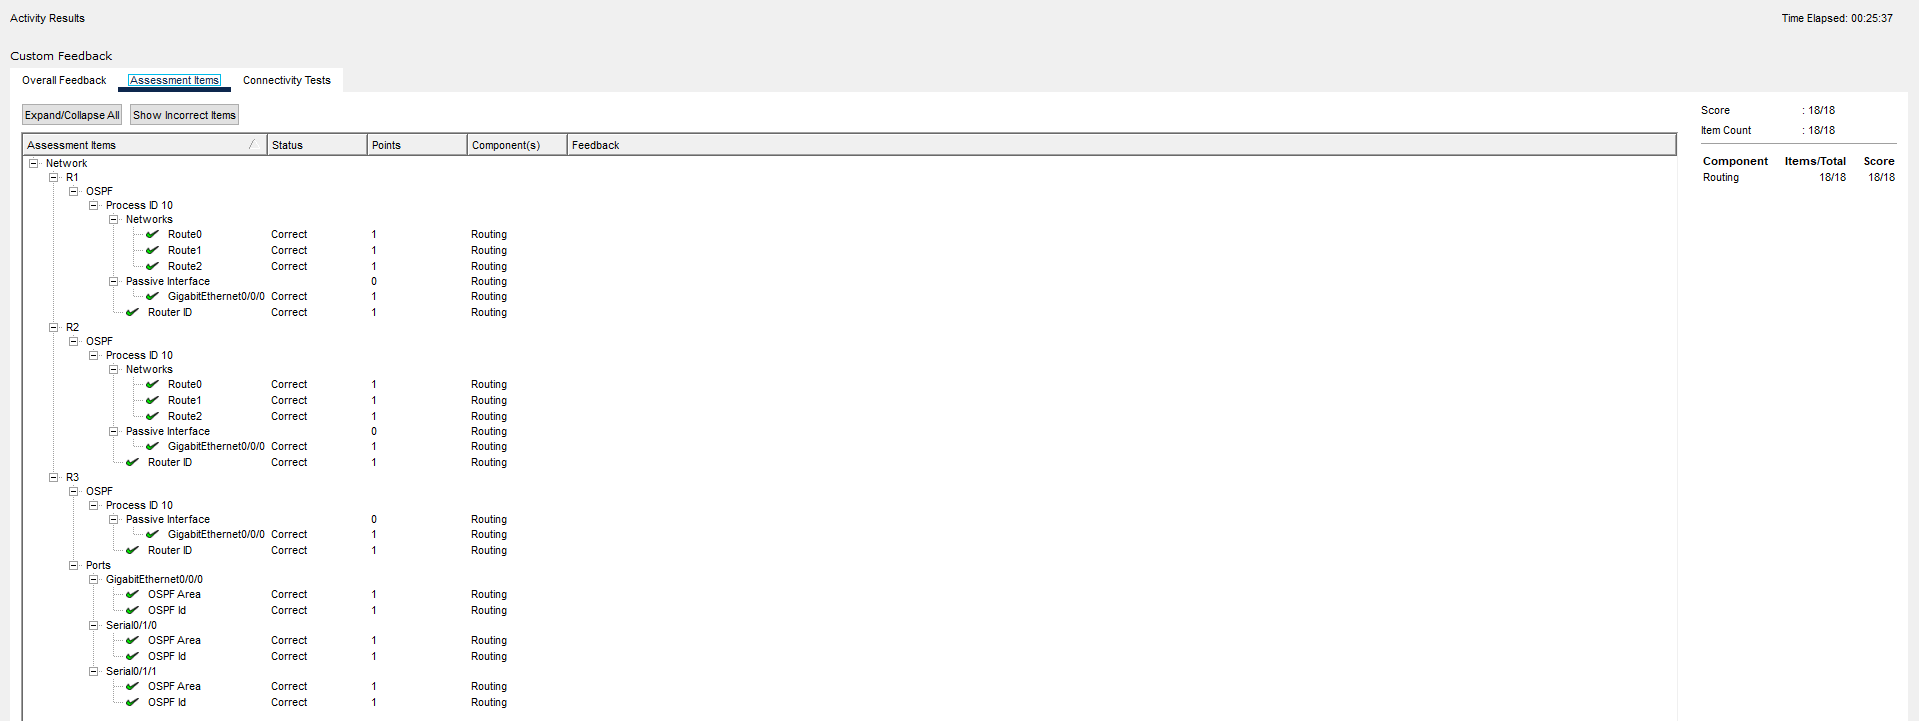 Activity Results
Time Elapsed: 00:25:37
Custom Feedback
Overall Feedback Assessment Items Connectivity Tests
Expand/Collapse All Show Incorrect Items
Score : 18/18
Item Count : 18/18
Component Items/Total Score
Routing 18/18 18/18
Assessment Items Status Points Component(s) Feedback
Network
R1
OSPF
Process ID 10
Networks
Route0 Correct 1 Routing
Route1 Correct 1 Routing
Route2 Correct 1 Routing
Passive Interface 0 Routing
GigabitEthernet0/0/0 Correct 1 Routing
Router ID Correct 1 Routing
R2
OSPF
Process ID 10
Networks
Route0 Correct 1 Routing
Route1 Correct 1 Routing
Route2 Correct 1 Routing
Passive Interface 0 Routing
GigabitEthernet0/0/0 Correct 1 Routing
Router ID Correct 1 Routing
R3
OSPF
Process ID 10
Passive Interface 0 Routing
GigabitEthernet0/0/0 Correct 1 Routing
Router ID Correct 1 Routing
Ports
GigabitEthernet0/0/0
OSPF Area Correct 1 Routing
OSPF Id Correct 1 Routing
Serial0/1/0
OSPF Area Correct 1 Routing
OSPF Id Correct 1 Routing
Serial0/1/1
OSPF Area Correct 1 Routing
OSPF Id Correct 1 Routing